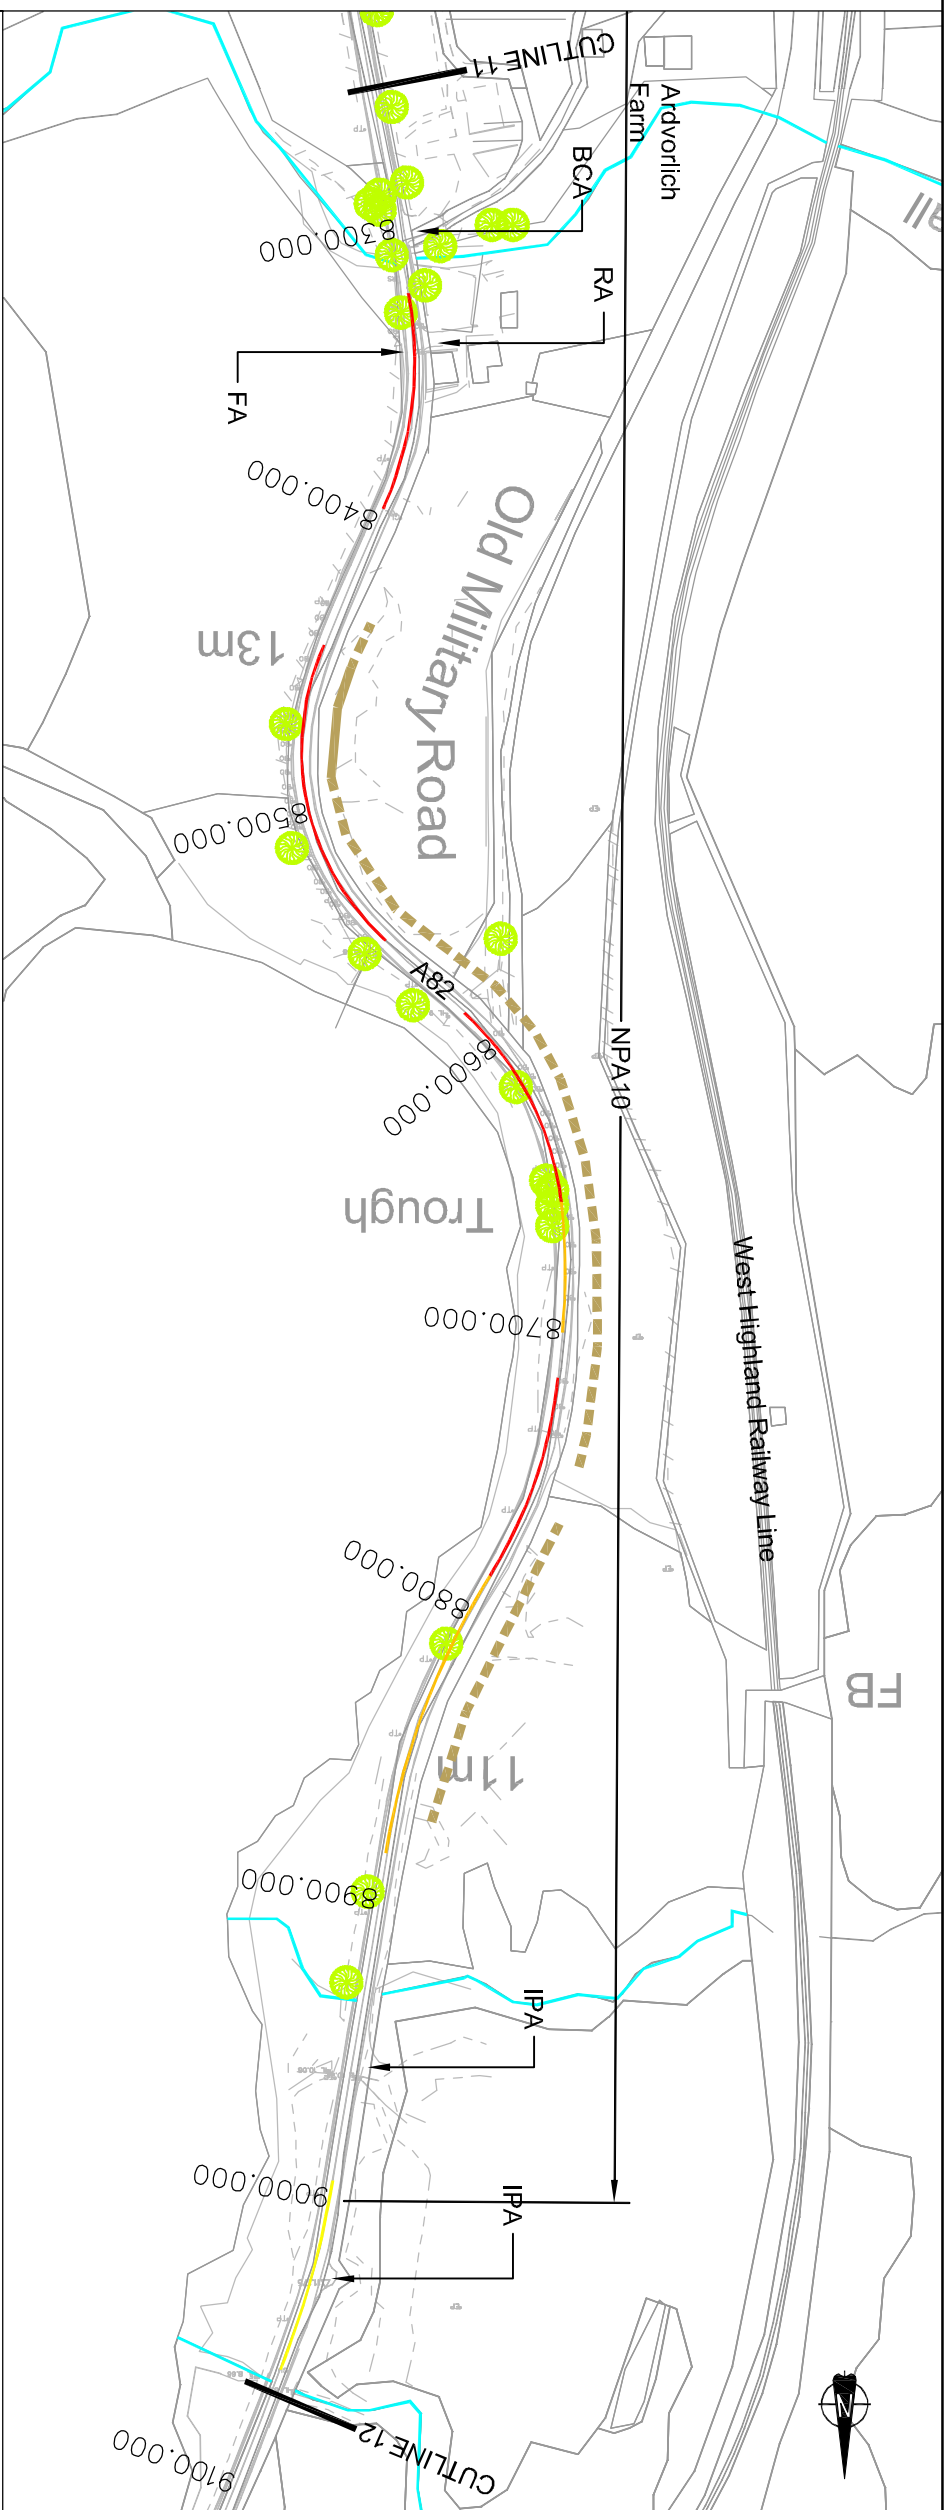 CUTLINE 11
Ardvorlich
Farm
BCA
all
8300.000
RA
FA
8400.000
Old Military Road
13m
8500.000
A82
NPA10
8600.000
Trough
West Highland Railway Line
8700.000
8800.000
FB
11m
8900.000
IPA
9000.000
IPA
N
CUTLINE 12
9100.000